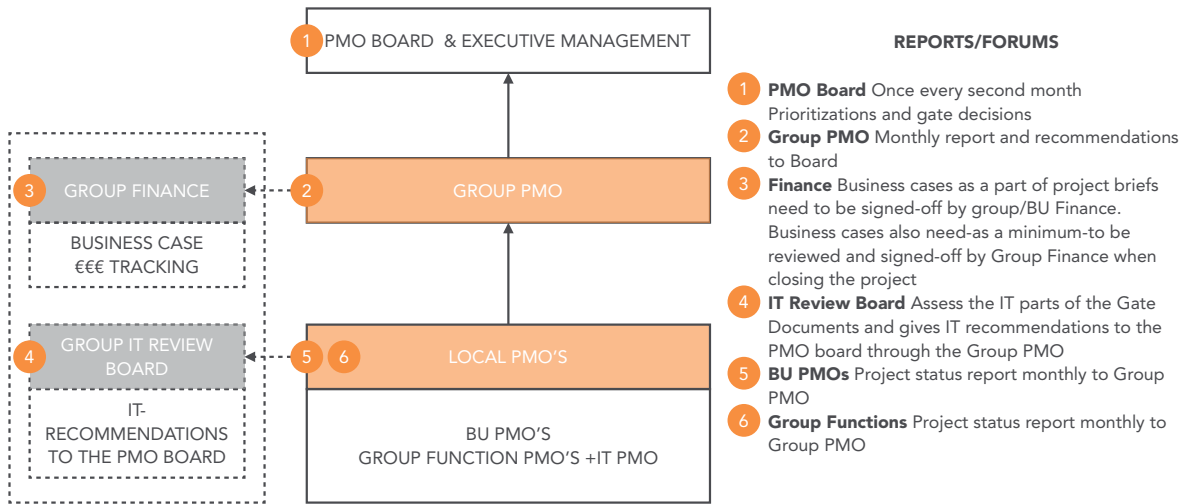 1 PMO BOARD & EXECUTIVE MANAGEMENT
3 GROUP FINANCE
BUSINESS CASE
€€€ TRACKING
2 GROUP PMO
4 GROUP IT REVIEW
BOARD
IT-
RECOMMENDATIONS
TO THE PMO BOARD
5 6 LOCAL PMO'S
BU PMO'S
GROUP FUNCTION PMO'S +IT PMO
REPORTS/FORUMS
1 PMO Board Once every second month
Prioritizations and gate decisions
2 Group PMO Monthly report and recommendations
to Board
3 Finance Business cases as a part of project briefs
need to be signed-off by group/BU Finance.
Business cases also need-as a minimum-to be
reviewed and signed-off by Group Finance when
closing the project
4 IT Review Board Assess the IT parts of the Gate
Documents and gives IT recommendations to the
PMO board through the Group PMO
5 BU PMOs Project status report monthly to Group
PMO
6 Group Functions Project status report monthly to
Group PMO